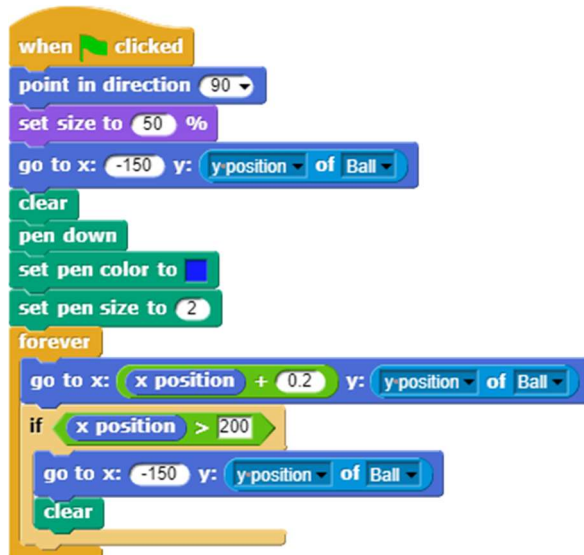 when clicked
point in direction 90
set size to 50 %
go to x: -150 y: y position of Ball
clear
pen down
set pen color to
set pen size to 2
forever
go to x: x position + 0.2 y: y position of Ball
if x position > 200
go to x: -150 y: y position of Ball
clear